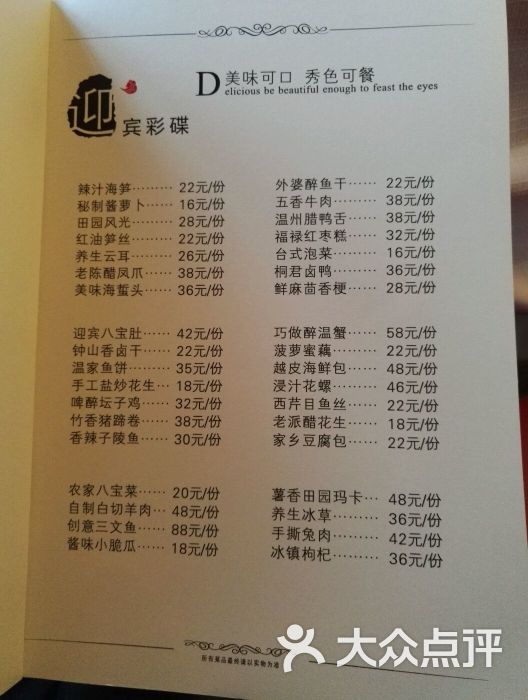 美味可口 秀色可餐
Delicious be beautiful enough to feast the eyes
迎宾彩碟
辣汁海笋········· 22元/份
秘制酱萝卜······ 16元/份
田园风光········· 28元/份
红油笋丝········· 22元/份
养生云耳········· 26元/份
老陈醋凤爪······ 38元/份
美味海蜇头······ 36元/份
外婆醉鱼干······ 22元/份
五香牛肉········· 38元/份
温州腊鸭舌······ 38元/份
福禄红枣糕······ 32元/份
台式泡菜········· 16元/份
桐君卤鸭········· 36元/份
鲜麻茴香梗······ 28元/份
迎宾八宝肚······ 42元/份
钟山香卤干······ 22元/份
温家鱼饼········· 35元/份
手工盐炒花生··· 18元/份
啤醉坛子鸡······ 32元/份
竹香猪蹄卷······ 38元/份
香辣子陵鱼······ 30元/份
巧做醉温蟹······ 58元/份
菠萝蜜藕········· 22元/份
越皮海鲜包······ 48元/份
浸汁花螺········· 46元/份
西芹目鱼丝······ 22元/份
老派醋花生······ 18元/份
家乡豆腐包······ 22元/份
农家八宝菜······ 20元/份
自制白切羊肉··· 48元/份
创意三文鱼······ 88元/份
酱味小脆瓜······ 18元/份
薯香田园玛卡··· 48元/份
养生冰草········· 36元/份
手撕兔肉········· 42元/份
冰镇枸杞········· 36元/份
所有菜品最终请以实物为准
大众点评